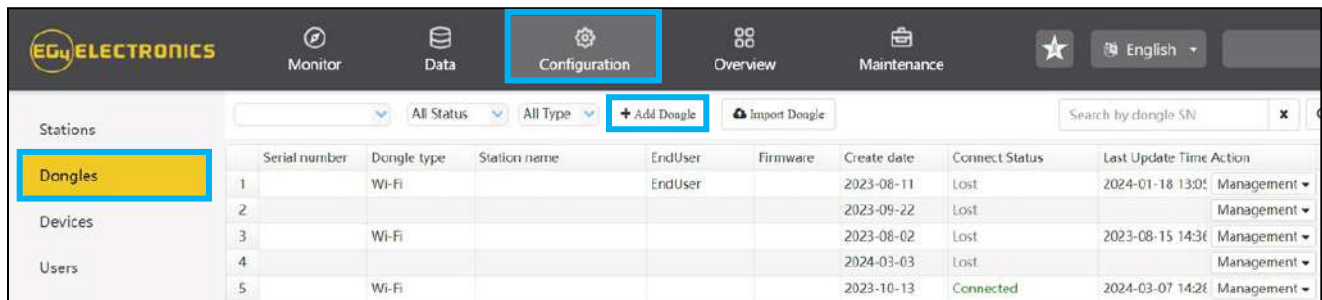 EG4 ELECTRONICS
Monitor Data Configuration Overview Maintenance English
Stations
Dongles
Devices
Users
All Status All Type + Add Dongle Import Dongle Search by dongle SN x
Serial number Dongle type Station name EndUser Firmware Create date Connect Status Last Update Time Action
1 Wi-Fi EndUser 2023-08-11 Lost 2024-01-18 13:05 Management
2 2023-09-22 Lost Management
3 Wi-Fi 2023-08-02 Lost 2023-08-15 14:36 Management
4 2024-03-03 Lost Management
5 Wi-Fi 2023-10-13 Connected 2024-03-07 14:28 Management